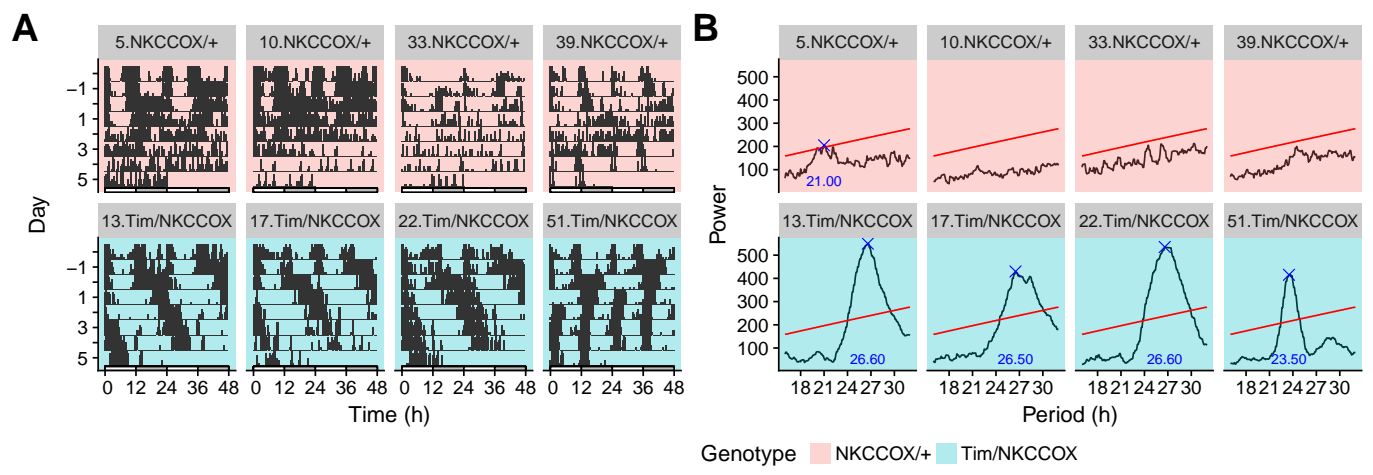 A
B
5.NKCCOX/+ 10.NKCCOX/+ 33.NKCCOX/+ 39.NKCCOX/+
−1
1
3
5
Day
13.Tim/NKCCOX 17.Tim/NKCCOX 22.Tim/NKCCOX 51.Tim/NKCCOX
−1
1
3
5
0 12 24 36 48 0 12 24 36 48 0 12 24 36 48 0 12 24 36 48
Time (h)
5.NKCCOX/+ 10.NKCCOX/+ 33.NKCCOX/+ 39.NKCCOX/+
500
400
300
200
100
21.00
Power
13.Tim/NKCCOX 17.Tim/NKCCOX 22.Tim/NKCCOX 51.Tim/NKCCOX
500
400
300
200
100
26.60 26.50 26.60 23.50
18 21 24 27 30 18 21 24 27 30 18 21 24 27 30 18 21 24 27 30
Period (h)
Genotype NKCCOX/+ Tim/NKCCOX